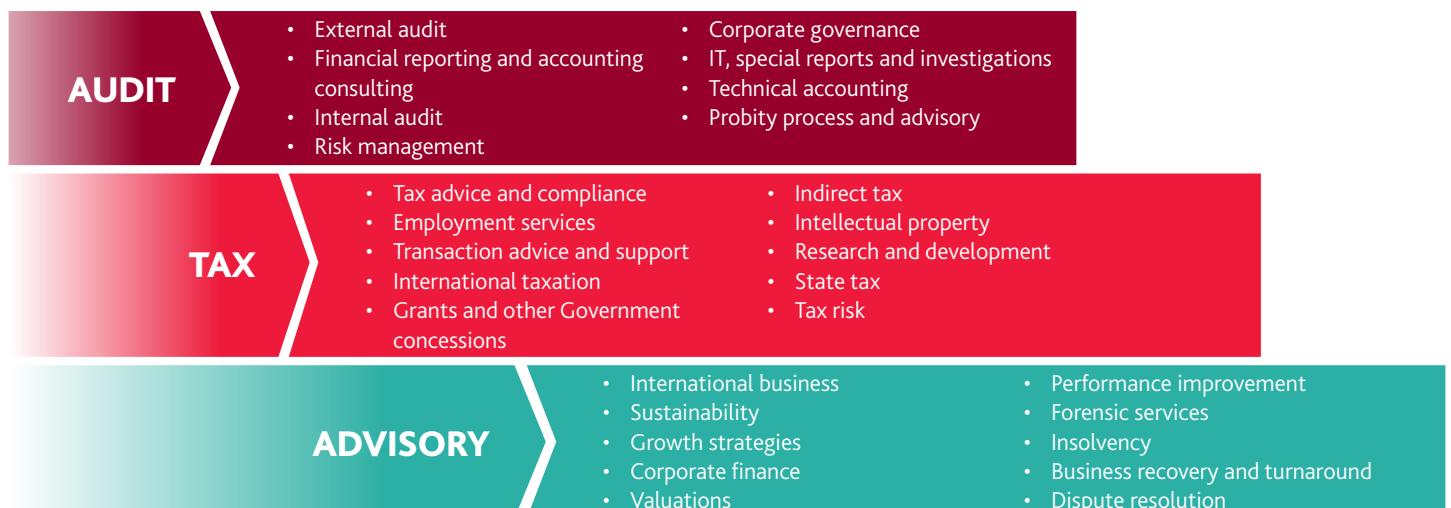 AUDIT
• External audit
• Financial reporting and accounting
consulting
• Internal audit
• Risk management
• Corporate governance
• IT, special reports and investigations
• Technical accounting
• Probity process and advisory
TAX
• Tax advice and compliance
• Employment services
• Transaction advice and support
• International taxation
• Grants and other Government
concessions
• Indirect tax
• Intellectual property
• Research and development
• State tax
• Tax risk
ADVISORY
• International business
• Sustainability
• Growth strategies
• Corporate finance
• Valuations
• Performance improvement
• Forensic services
• Insolvency
• Business recovery and turnaround
• Dispute resolution